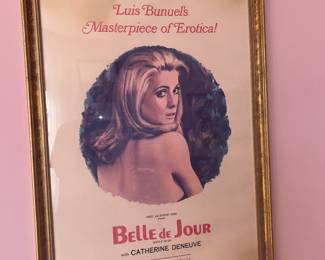 Luis Bunuel's
Masterpiece of Erotica!
BELLE DE JOUR
with CATHERINE DENEUVE